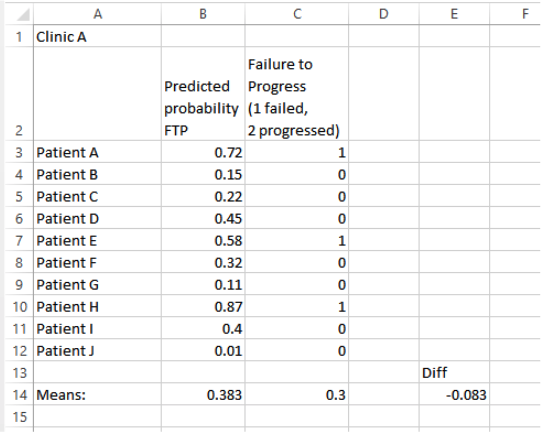 A B C D E F
1 Clinic A
2 Predicted probability FTP Failure to Progress (1 failed, 2 progressed)
3 Patient A 0.72 1
4 Patient B 0.15 0
5 Patient C 0.22 0
6 Patient D 0.45 0
7 Patient E 0.58 1
8 Patient F 0.32 0
9 Patient G 0.11 0
10 Patient H 0.87 1
11 Patient I 0.4 0
12 Patient J 0.01 0
13 Diff
14 Means: 0.383 0.3 -0.083
15